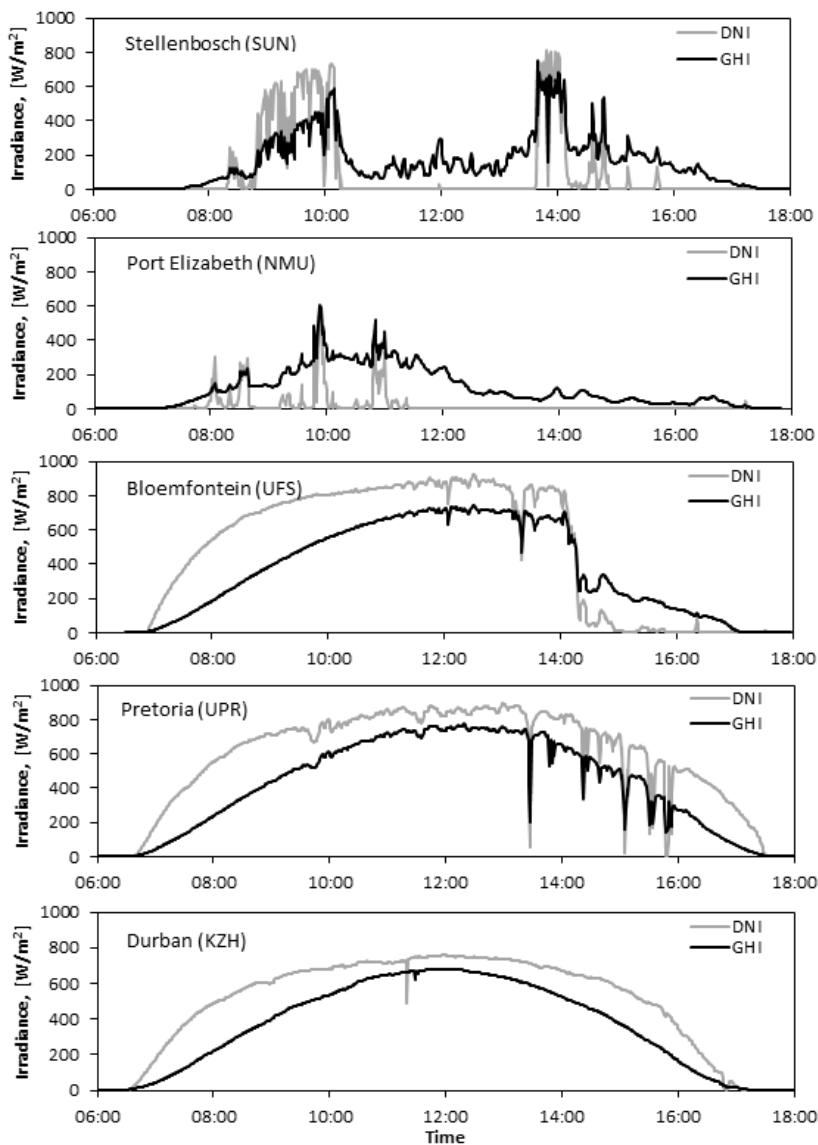 1000
800
600
400
200
0
Irradiance, [W/m²]
Stellenbosch (SUN)
DNI
GHI
06:00 08:00 10:00 12:00 14:00 16:00 18:00
1000
800
600
400
200
0
Irradiance, [W/m²]
Port Elizabeth (NMU)
DNI
GHI
06:00 08:00 10:00 12:00 14:00 16:00 18:00
1000
800
600
400
200
0
Irradiance, [W/m²]
Bloemfontein (UFS)
DNI
GHI
06:00 08:00 10:00 12:00 14:00 16:00 18:00
1000
800
600
400
200
0
Irradiance, [W/m²]
Pretoria (UPR)
DNI
GHI
06:00 08:00 10:00 12:00 14:00 16:00 18:00
1000
800
600
400
200
0
Irradiance, [W/m²]
Durban (KZH)
DNI
GHI
06:00 08:00 10:00 12:00 14:00 16:00 18:00
Time